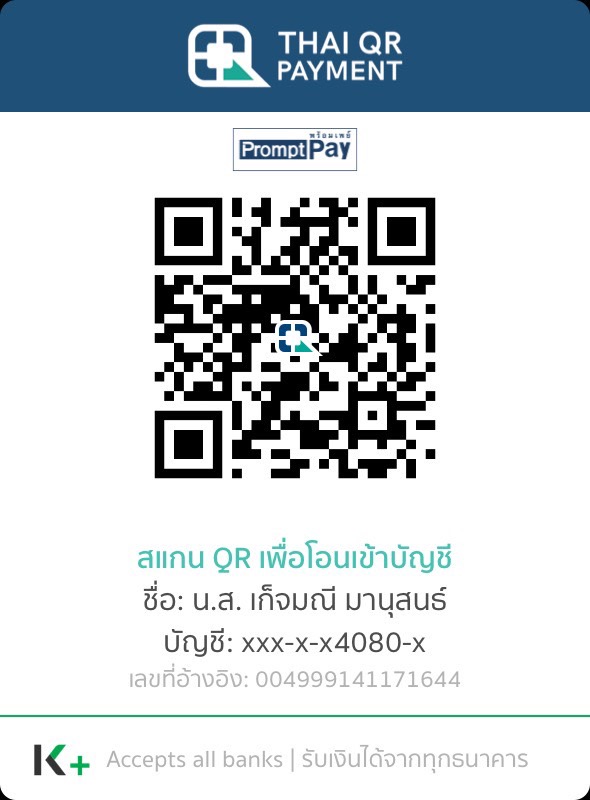 THAI QR
PAYMENT
พร้อมเพย์
PromptPay
สแกน QR เพื่อโอนเข้าบัญชี
ชื่อ: น.ส. เก็จมณี มานุสนธ์
บัญชี: xxx-x-x4080-x
เลขที่อ้างอิง: 004999141171644
K+ Accepts all banks | รับเงินได้จากทุกธนาคาร